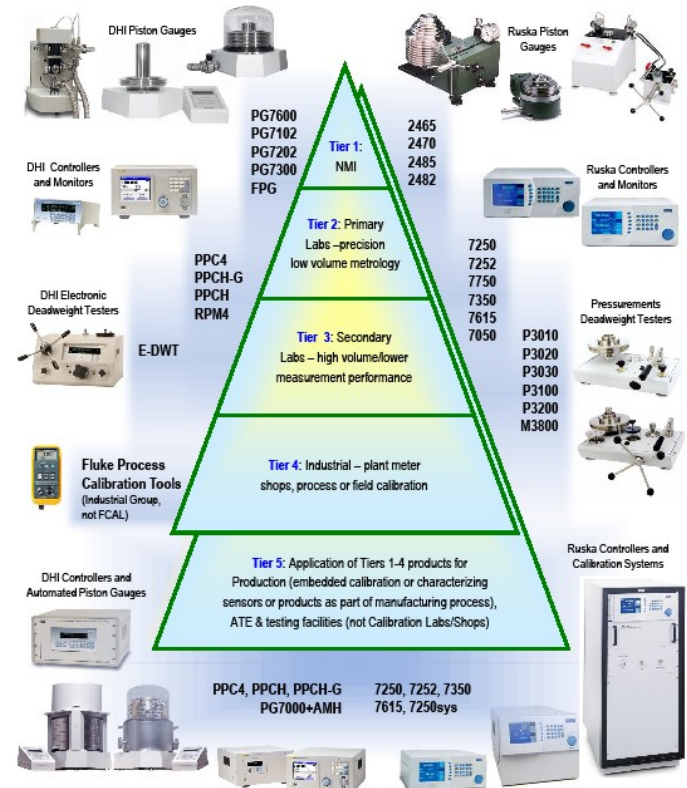 DHI Piston Gauges
Ruska Piston
Gauges
PG7600
PG7102
PG7202
PG7300
FPG
Tier 1:
NMI
2465
2470
2485
2482
DHI Controllers
and Monitors
Ruska Controllers
and Monitors
Tier 2: Primary
Labs –precision
low volume metrology
PPC4
PPCH-G
PPCH
RPM4
7250
7252
7750
7350
7615
7050
DHI Electronic
Deadweight Testers
E-DWT
Tier 3: Secondary
Labs – high volume/lower
measurement performance
Pressurements
Deadweight Testers
P3010
P3020
P3030
P3100
P3200
M3800
Fluke Process
Calibration Tools
(Industrial Group,
not FCAL)
Tier 4: Industrial – plant meter
shops, process or field calibration
DHI Controllers and
Automated Piston Gauges
Tier 5: Application of Tiers 1-4 products for
Production (embedded calibration or characterizing
sensors or products as part of manufacturing process),
ATE & testing facilities (not Calibration Labs/Shops)
Ruska Controllers and
Calibration Systems
PPC4, PPCH, PPCH-G
PG7000+AMH
7250, 7252, 7350
7615, 7250sys